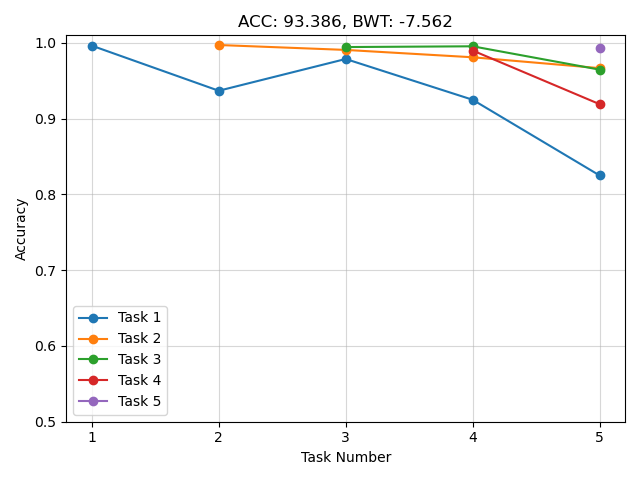 ACC: 93.386, BWT: -7.562
1.0
0.9
0.8
0.7
0.6
0.5
Accuracy
Task 1
Task 2
Task 3
Task 4
Task 5
1 2 3 4 5
Task Number